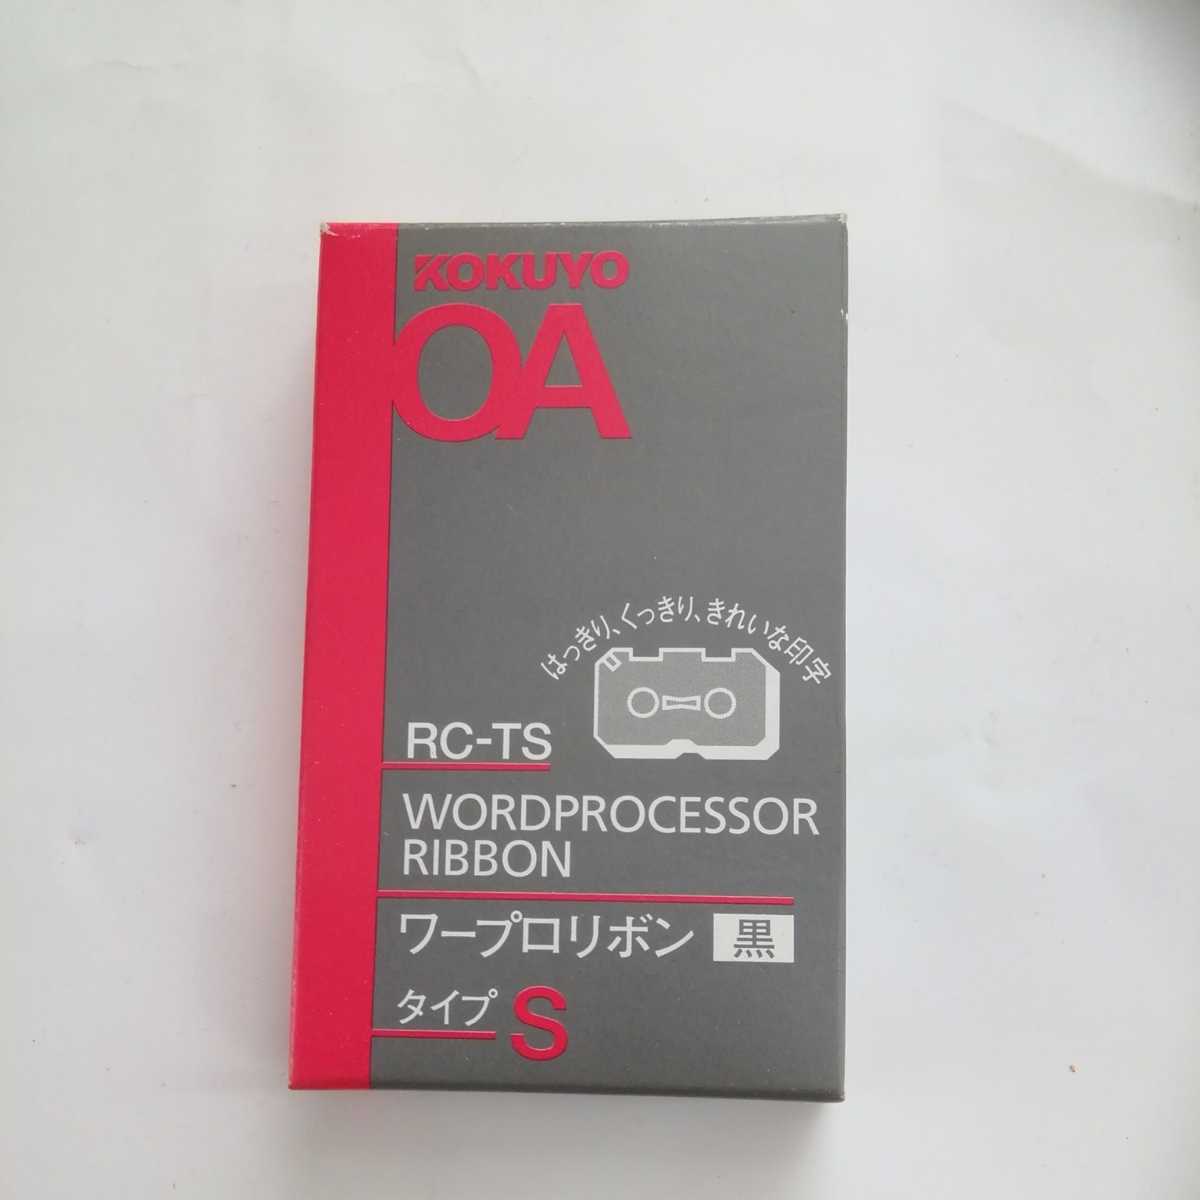 KOKUYO
OA
はっきり、くっきり、きれいな印字
RC-TS
WORDPROCESSOR
RIBBON
ワープロリボン 黒
タイプ S